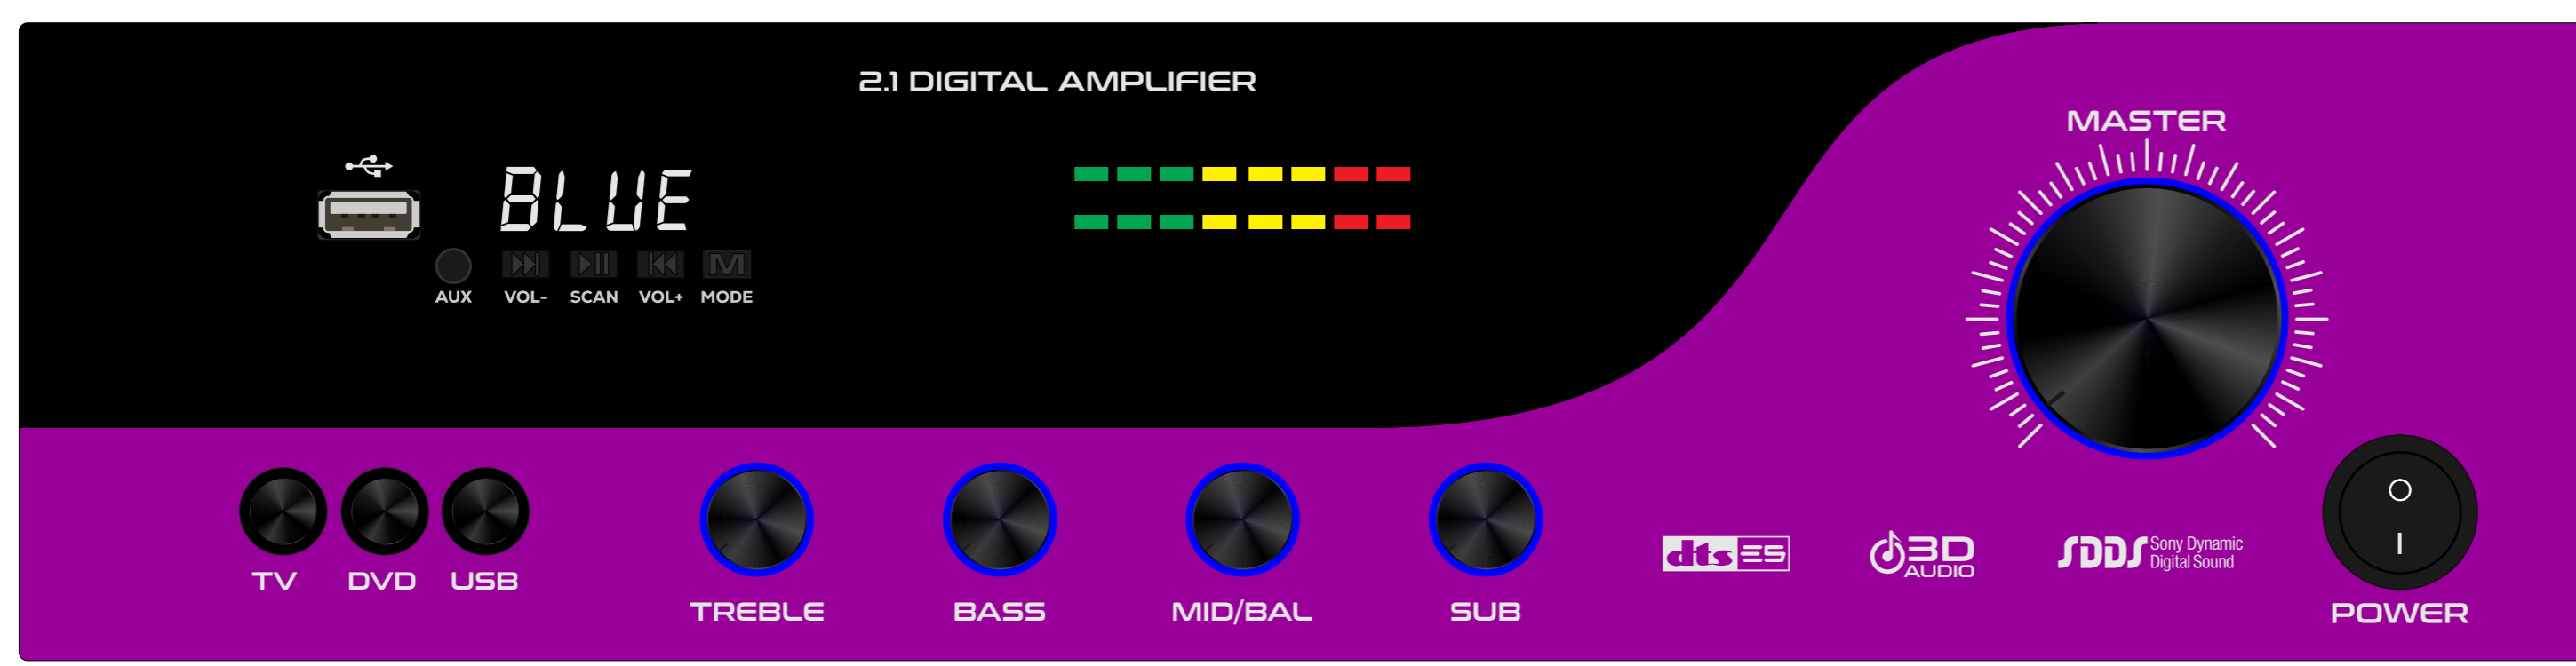 2.1 DIGITAL AMPLIFIER
MASTER
BLUE
M
AUX VOL- SCAN VOL+ MODE
TV DVD USB
TREBLE BASS MID/BAL SUB
dts ES
3D AUDIO
SDDS Sony Dynamic
Digital Sound
O
I
POWER